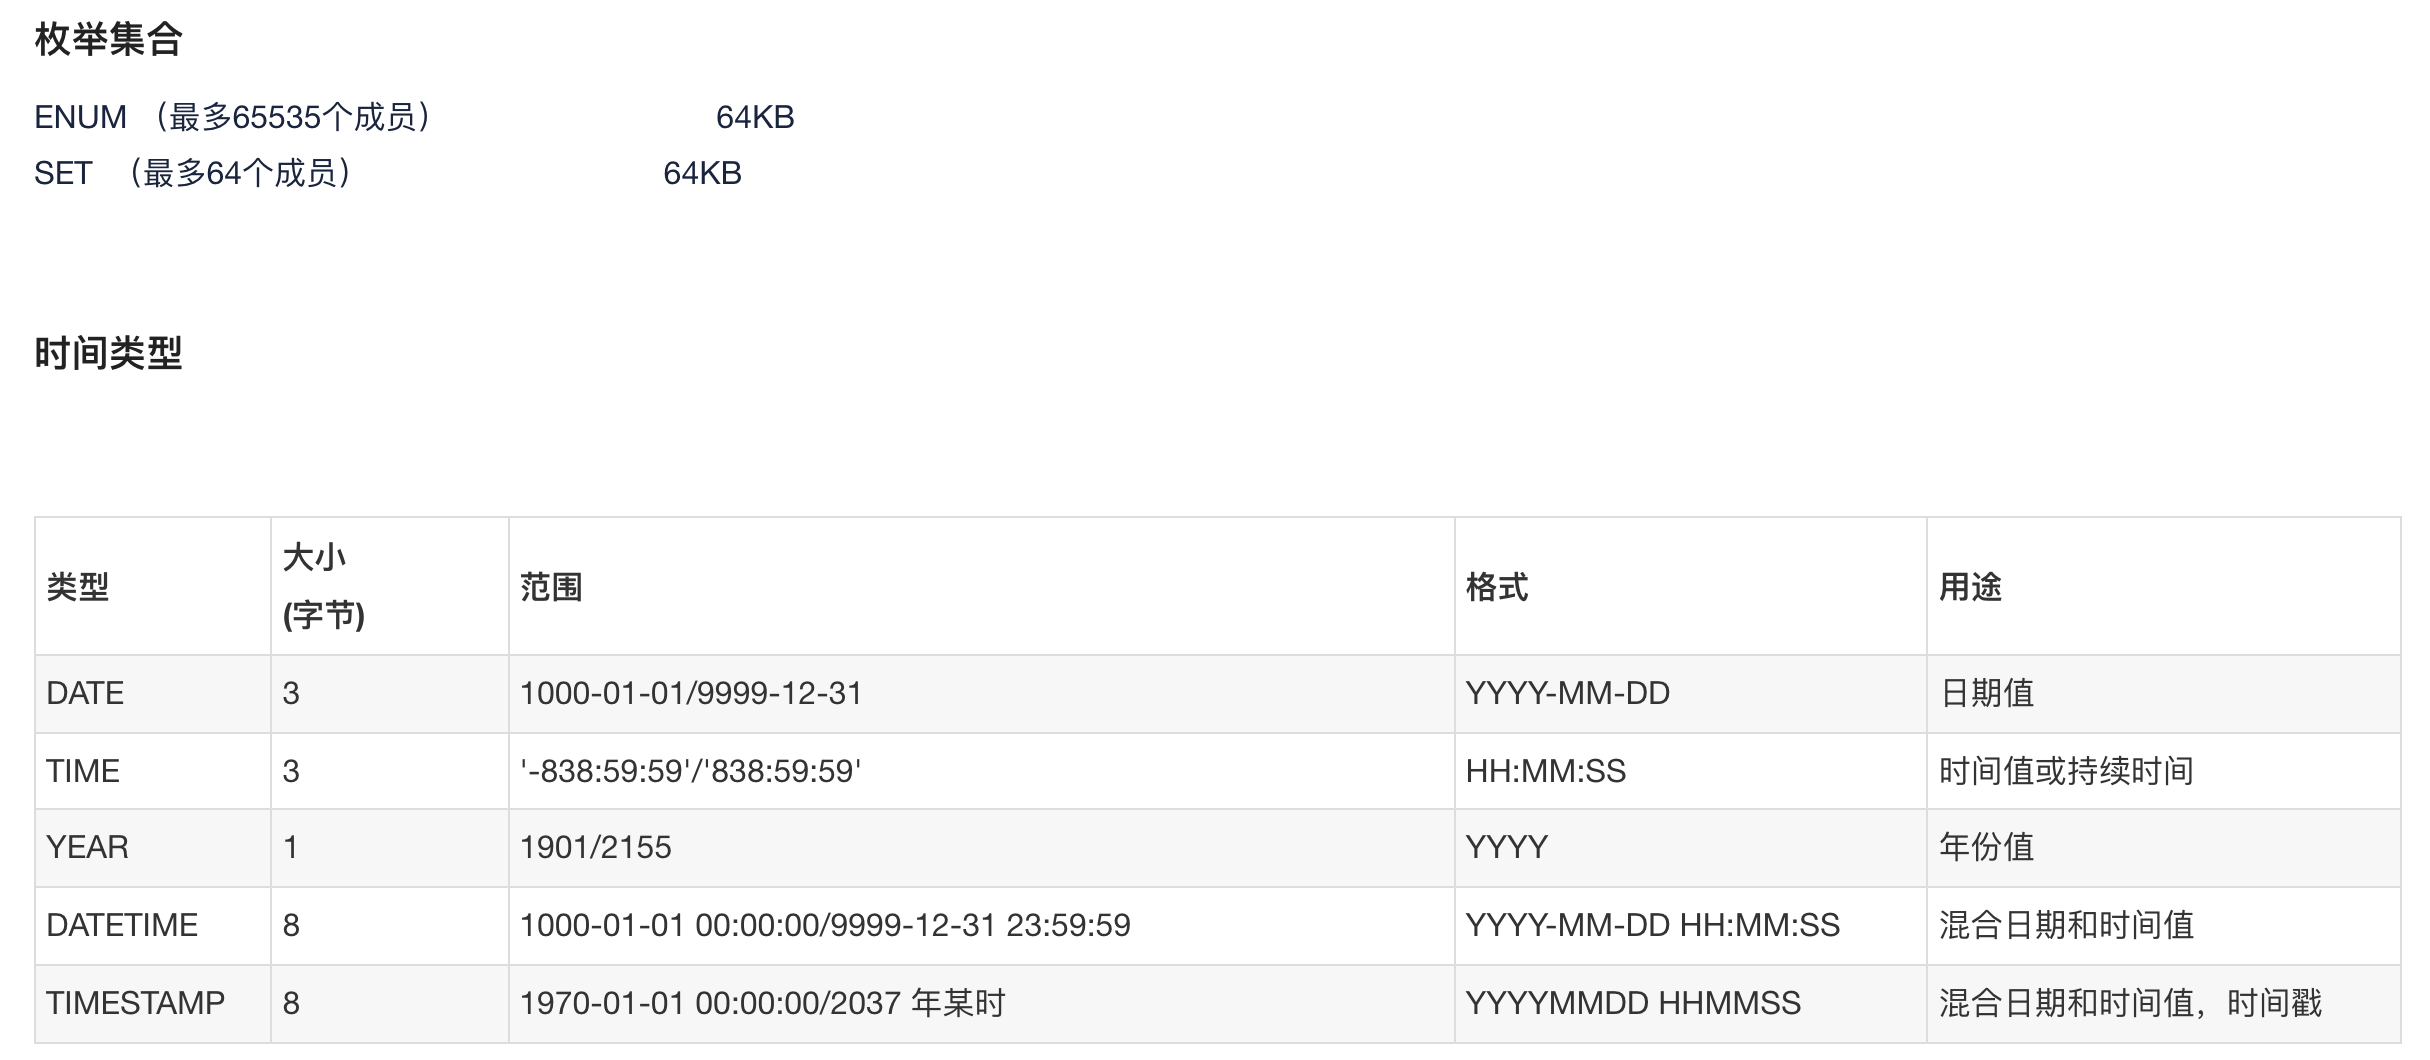 枚举集合
ENUM （最多65535个成员） 64KB
SET （最多64个成员） 64KB
时间类型
类型 大小 (字节) 范围 格式 用途
DATE 3 1000-01-01/9999-12-31 YYYY-MM-DD 日期值
TIME 3 '-838:59:59'/'838:59:59' HH:MM:SS 时间值或持续时间
YEAR 1 1901/2155 YYYY 年份值
DATETIME 8 1000-01-01 00:00:00/9999-12-31 23:59:59 YYYY-MM-DD HH:MM:SS 混合日期和时间值
TIMESTAMP 8 1970-01-01 00:00:00/2037 年某时 YYYYMMDD HHMMSS 混合日期和时间值，时间戳